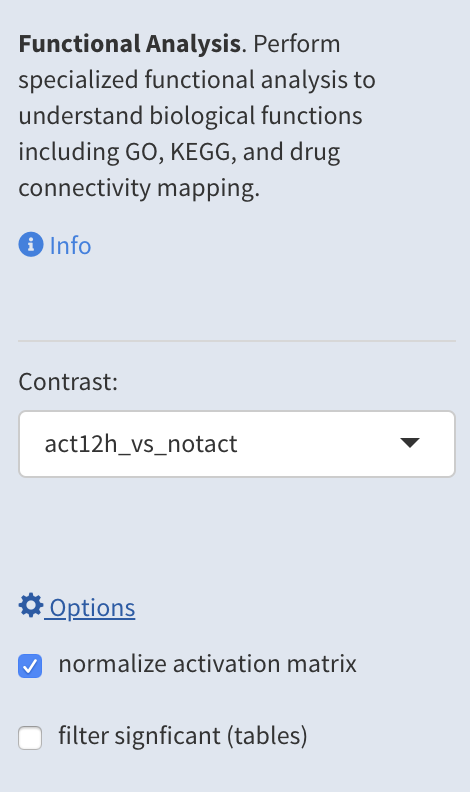 Functional Analysis. Perform
specialized functional analysis to
understand biological functions
including GO, KEGG, and drug
connectivity mapping.
Info
Contrast:
act12h_vs_notact
Options
normalize activation matrix
filter signficant (tables)